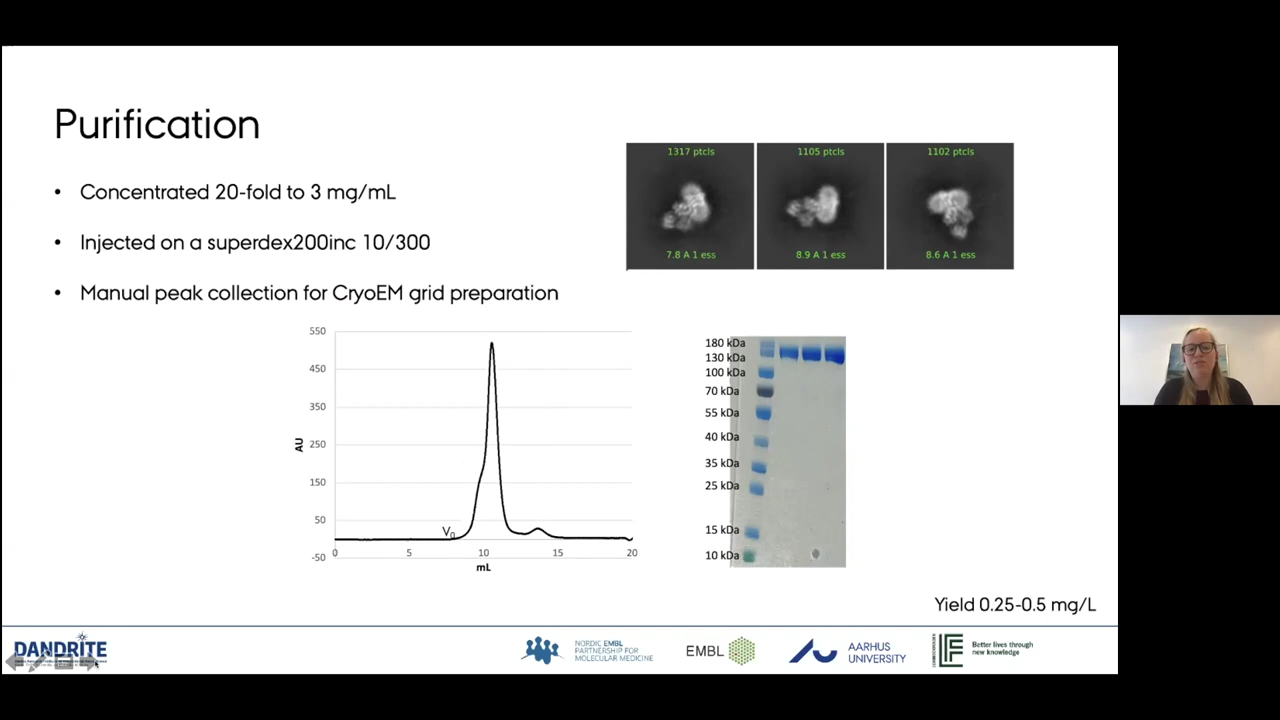 Purification
• Concentrated 20-fold to 3 mg/mL
• Injected on a superdex200inc 10/300
• Manual peak collection for CryoEM grid preparation
1317 ptcls
1105 ptcls
1102 ptcls
7.8 A 1 ess
8.9 A 1 ess
8.6 A 1 ess
550
450
350
250
150
50
-50
AU
V0
0
5
10
15
20
mL
180 kDa
130 kDa
100 kDa
70 kDa
55 kDa
40 kDa
35 kDa
25 kDa
15 kDa
10 kDa
Yield 0.25-0.5 mg/L
DANDRITE
NORDIC EMBL
PARTNERSHIP FOR
MOLECULAR MEDICINE
EMBL
AARHUS
UNIVERSITY
Better lives through
new knowledge